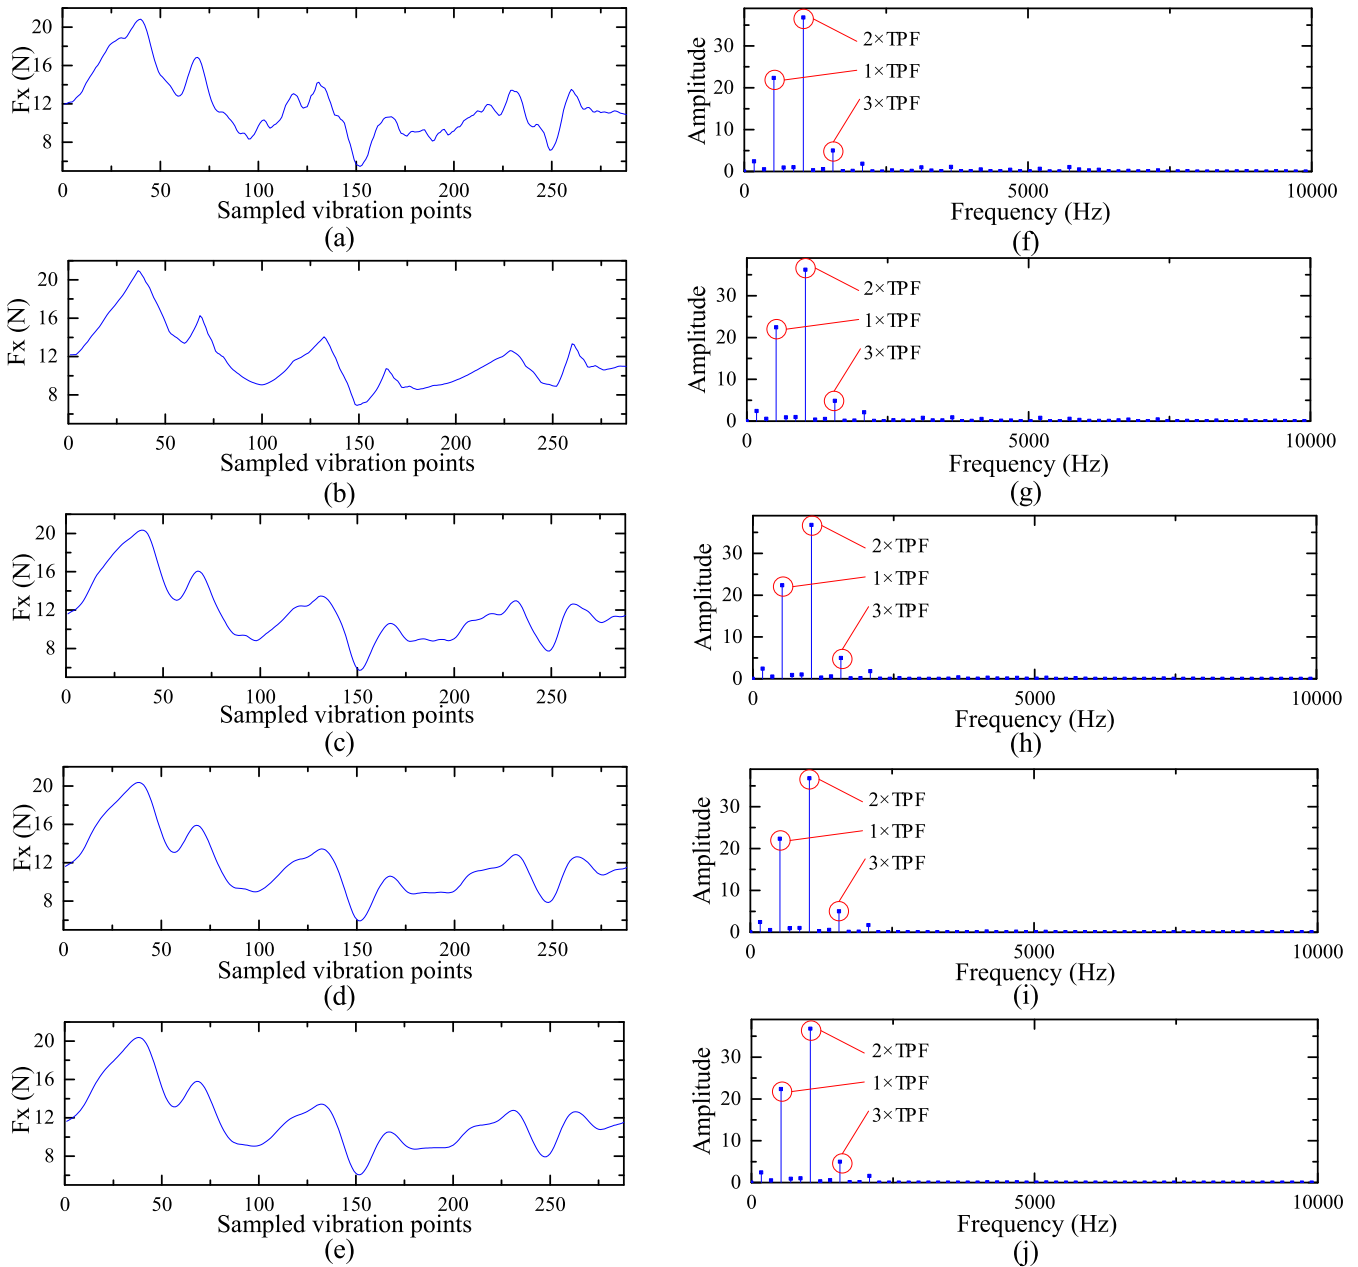 20
16
12
8
Fx (N)
0 50 100 150 200 250
Sampled vibration points
(a)
30
20
10
0
Amplitude
2×TPF
1×TPF
3×TPF
0 5000 10000
Frequency (Hz)
(f)
20
16
12
8
Fx (N)
0 50 100 150 200 250
Sampled vibration points
(b)
30
20
10
0
Amplitude
2×TPF
1×TPF
3×TPF
0 5000 10000
Frequency (Hz)
(g)
20
16
12
8
Fx (N)
0 50 100 150 200 250
Sampled vibration points
(c)
30
20
10
0
Amplitude
2×TPF
1×TPF
3×TPF
0 5000 10000
Frequency (Hz)
(h)
20
16
12
8
Fx (N)
0 50 100 150 200 250
Sampled vibration points
(d)
30
20
10
0
Amplitude
2×TPF
1×TPF
3×TPF
0 5000 10000
Frequency (Hz)
(i)
20
16
12
8
Fx (N)
0 50 100 150 200 250
Sampled vibration points
(e)
30
20
10
0
Amplitude
2×TPF
1×TPF
3×TPF
0 5000 10000
Frequency (Hz)
(j)